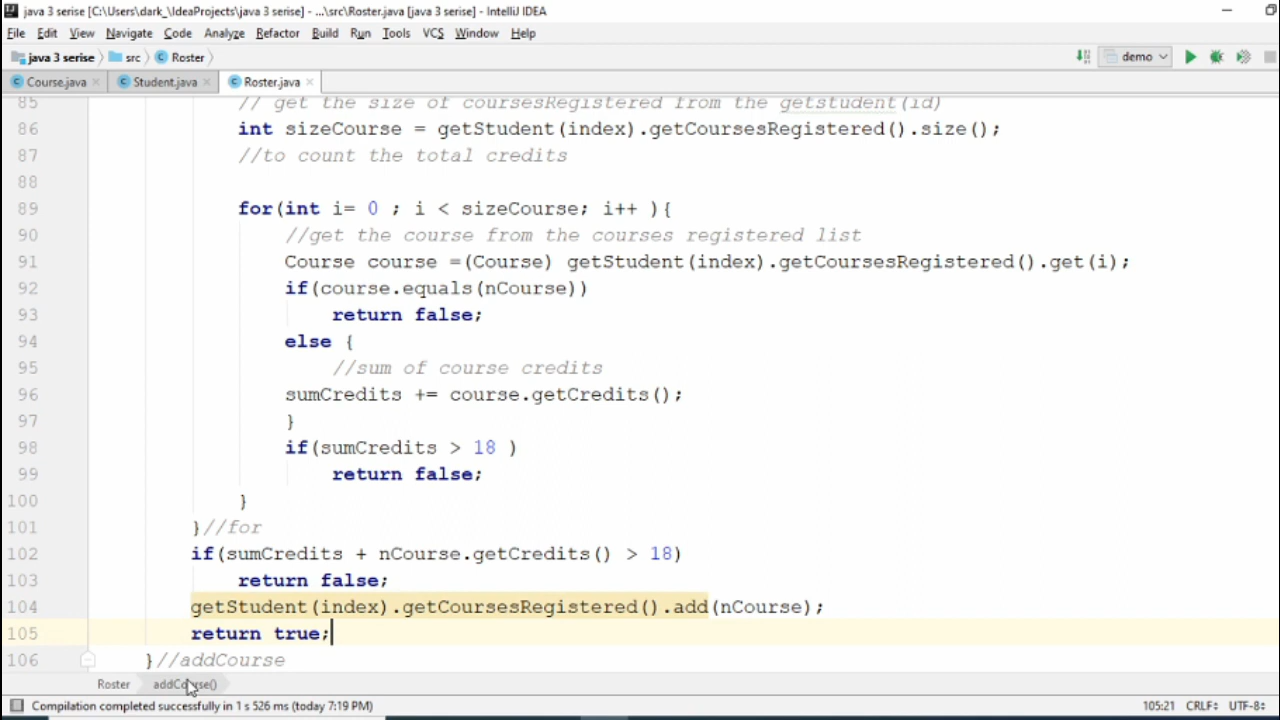 java 3 serise [C:\Users\dark_\IdeaProjects\java 3 serise] - ...\src\Roster.java [java 3 serise] - IntelliJ IDEA
File Edit View Navigate Code Analyze Refactor Build Run Tools VCS Window Help
java 3 serise src Roster demo
Course.java Student.java Roster.java
85 // get the size of coursesRegistered from the getstudent(id)
86 int sizeCourse = getStudent(index).getCoursesRegistered().size();
87 //to count the total credits
88
89 for(int i= 0 ; i < sizeCourse; i++ ){
90 //get the course from the courses registered list
91 Course course =(Course) getStudent(index).getCoursesRegistered().get(i);
92 if(course.equals(nCourse))
93 return false;
94 else {
95 //sum of course credits
96 sumCredits += course.getCredits();
97 }
98 if(sumCredits > 18 )
99 return false;
100 }
101 }//for
102 if(sumCredits + nCourse.getCredits() > 18)
103 return false;
104 getStudent(index).getCoursesRegistered().add(nCourse);
105 return true;
106 }//addCourse
Roster addCourse()
Compilation completed successfully in 1 s 526 ms (today 7:19 PM) 105:21 CRLF UTF-8